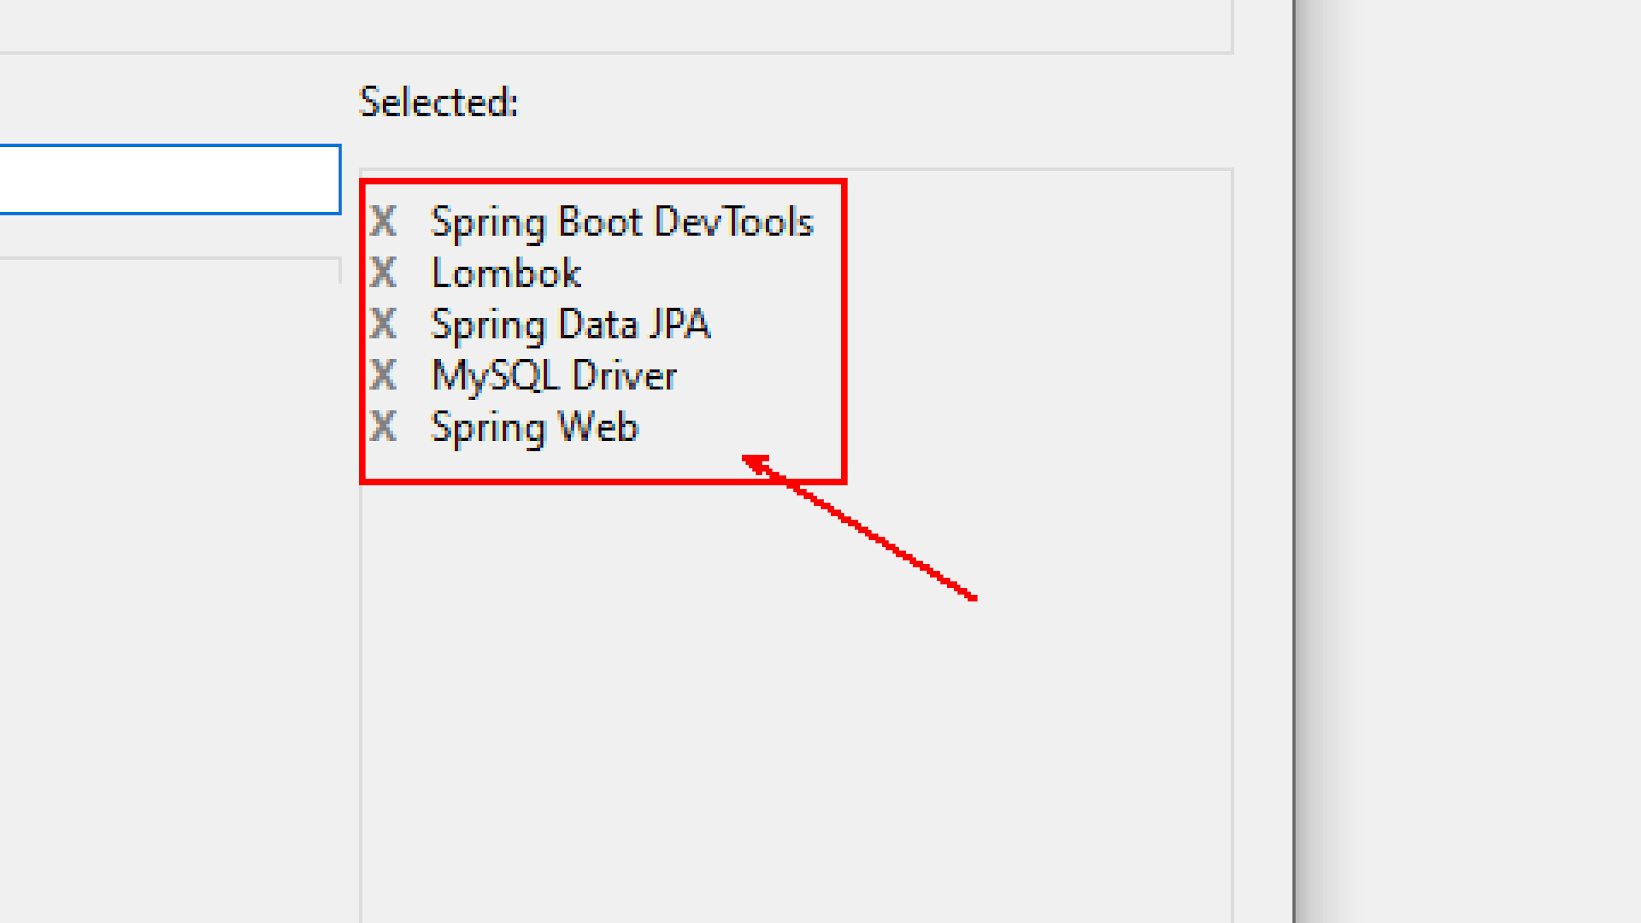 Selected:
X Spring Boot DevTools
X Lombok
X Spring Data JPA
X MySQL Driver
X Spring Web